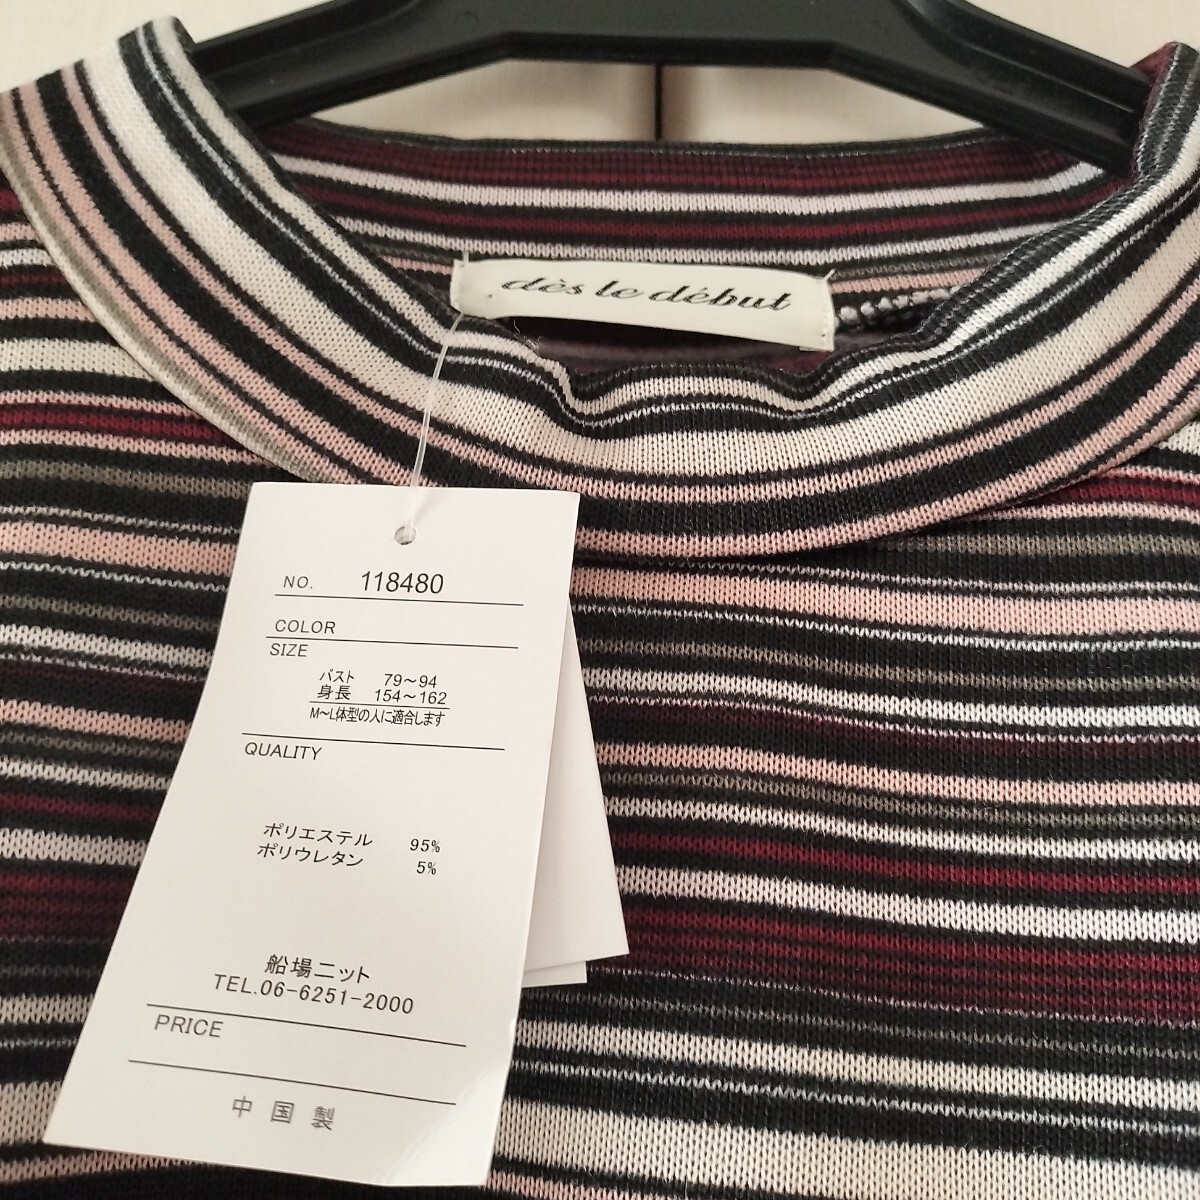 dès le début
NO. 118480
COLOR
SIZE
バスト 79～94
身長 154～162
M～L体型の人に適合します
QUALITY
ポリエステル 95%
ポリウレタン 5%
船場ニット
TEL.06-6251-2000
PRICE
中国製